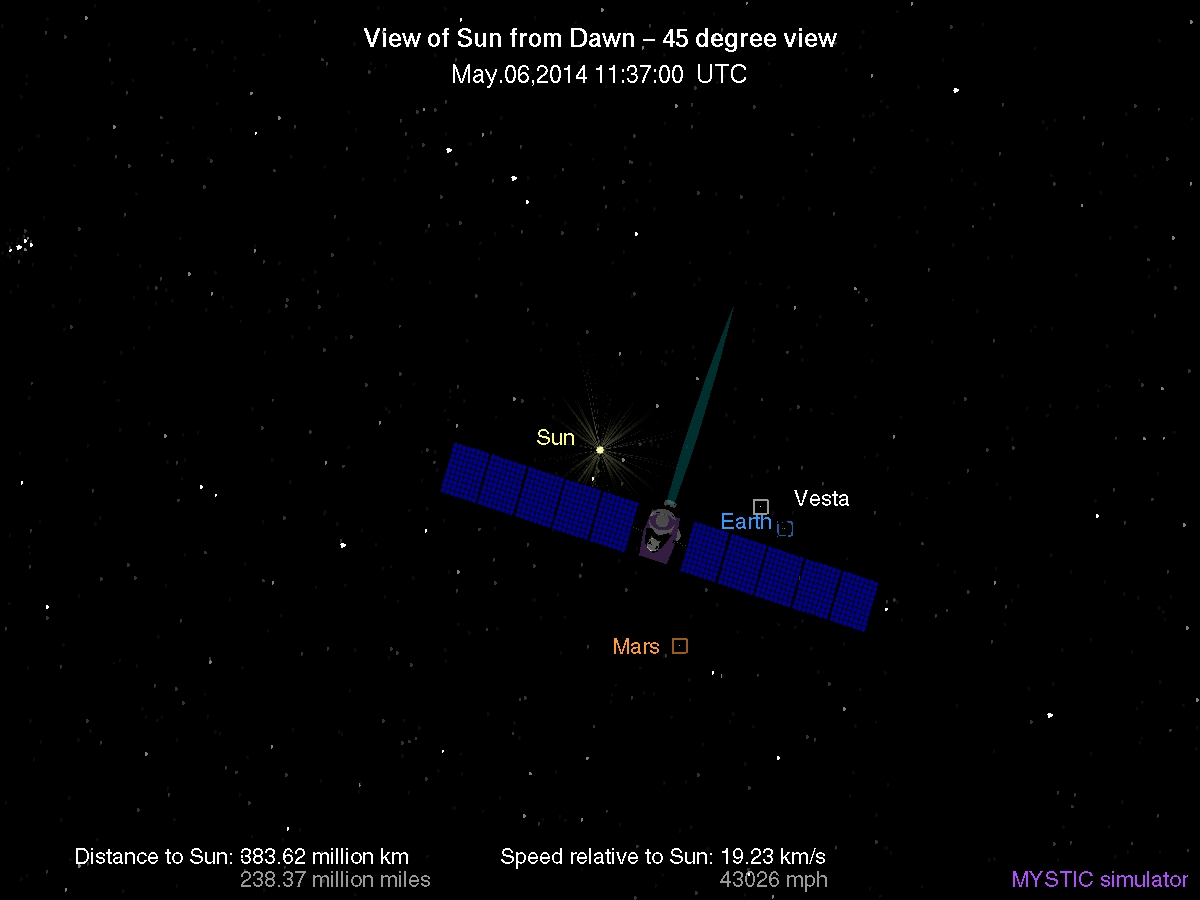 View of Sun from Dawn – 45 degree view
May.06,2014 11:37:00 UTC
Sun
Vesta
Earth
Mars
Distance to Sun: 383.62 million km
238.37 million miles
Speed relative to Sun: 19.23 km/s
43026 mph
MYSTIC simulator